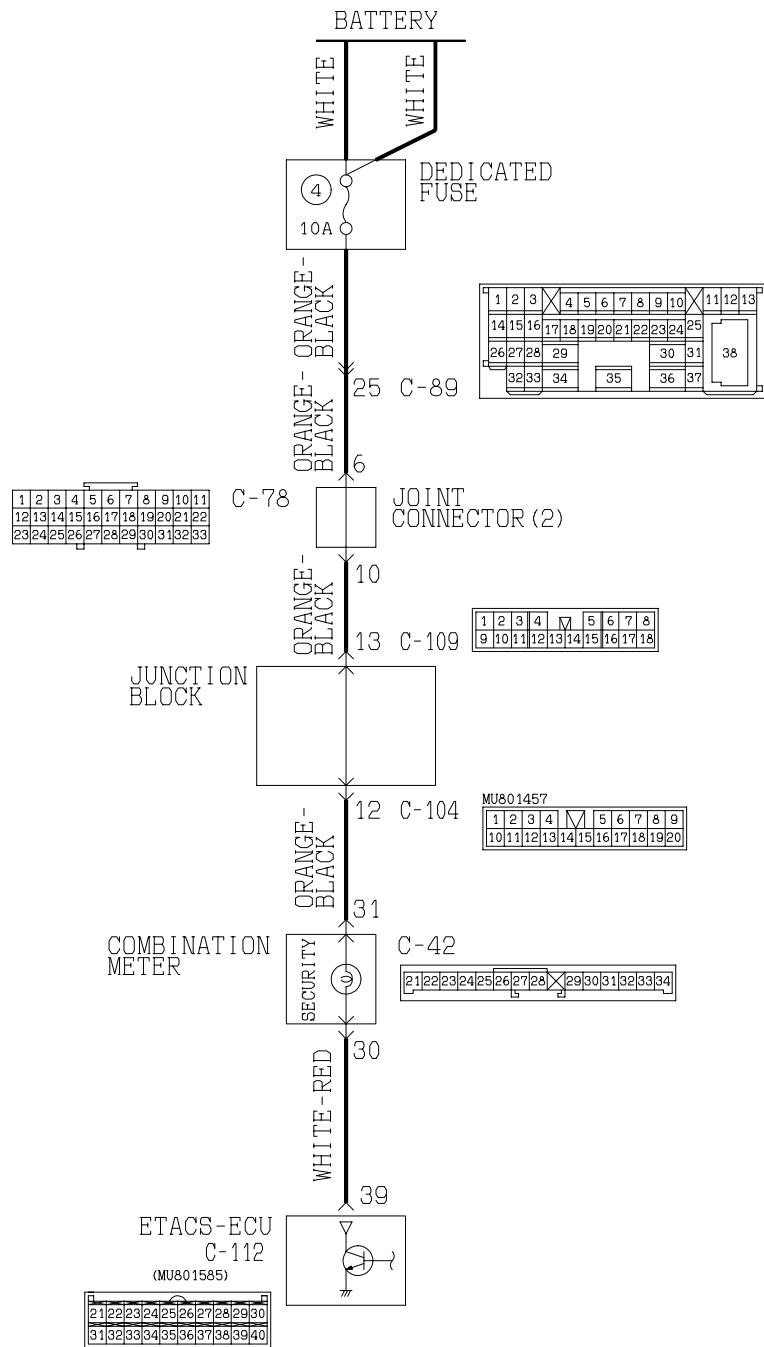 BATTERY
WHITE
WHITE
DEDICATED
FUSE
4
10A
ORANGE-
BLACK
1 2 3 4 5 6 7 8 9 10 11 12 13
14 15 16 17 18 19 20 21 22 23 24 25
26 27 28 29 30 31 38
32 33 34 35 36 37
25 C-89
ORANGE-
BLACK
6
1 2 3 4 5 6 7 8 9 10 11
12 13 14 15 16 17 18 19 20 21 22
23 24 25 26 27 28 29 30 31 32 33
C-78
JOINT
CONNECTOR(2)
10
ORANGE-
BLACK
13 C-109
1 2 3 4 5 6 7 8
9 10 11 12 13 14 15 16 17 18
JUNCTION
BLOCK
12 C-104
MU801457
1 2 3 4 5 6 7 8 9
10 11 12 13 14 15 16 17 18 19 20
ORANGE-
BLACK
31
COMBINATION
METER
SECURITY
C-42
21 22 23 24 25 26 27 28 29 30 31 32 33 34
30
WHITE-RED
39
ETACS-ECU
C-112
(MU801585)
21 22 23 24 25 26 27 28 29 30
31 32 33 34 35 36 37 38 39 40